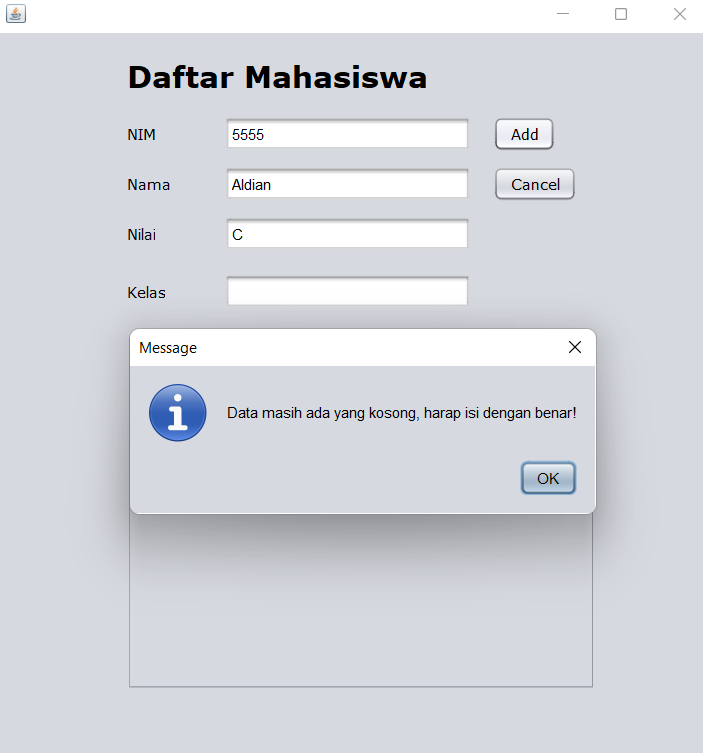 Daftar Mahasiswa
NIM 5555 Add
Nama Aldian Cancel
Nilai C
Kelas
Message
Data masih ada yang kosong, harap isi dengan benar!
OK